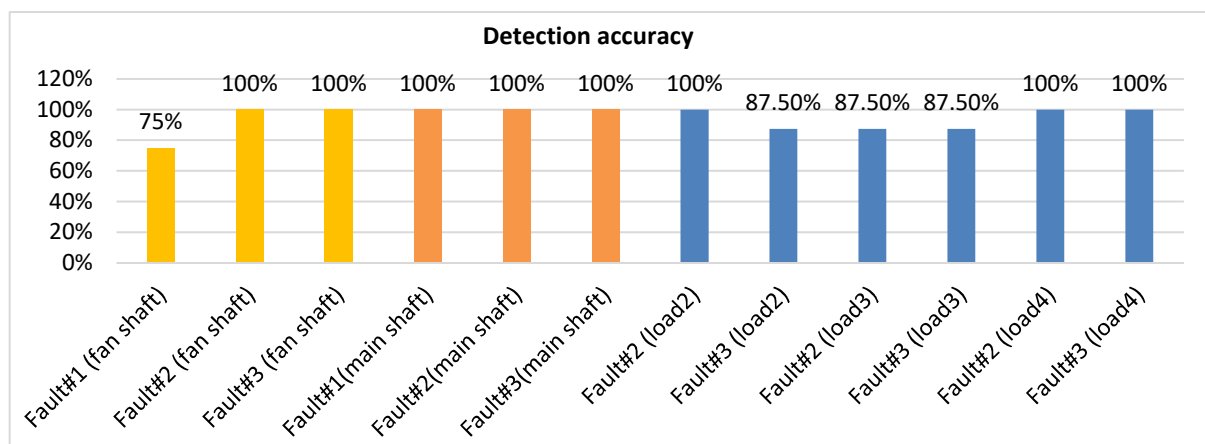 Detection accuracy
120%
100%
80%
60%
40%
20%
0%
75%
100%
100%
100%
100%
100%
100%
87.50%
87.50%
87.50%
100%
100%
Fault#1 (fan shaft)
Fault#2 (fan shaft)
Fault#3 (fan shaft)
Fault#1(main shaft)
Fault#2(main shaft)
Fault#3(main shaft)
Fault#2 (load2)
Fault#3 (load2)
Fault#2 (load3)
Fault#3 (load3)
Fault#2 (load4)
Fault#3 (load4)